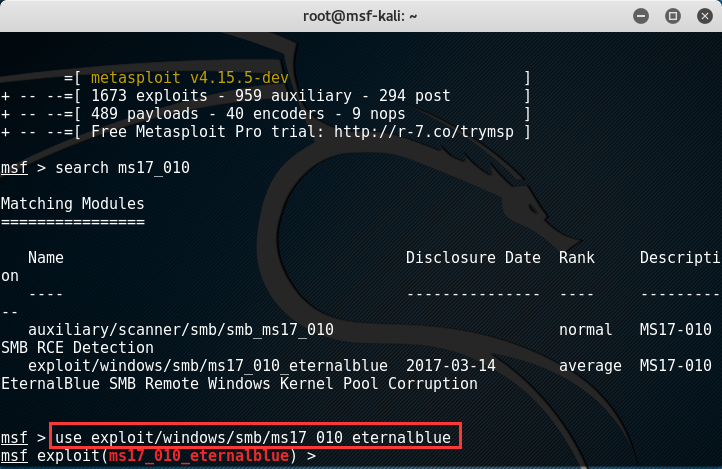 root@msf-kali: ~
=[ metasploit v4.15.5-dev ]
+ -- --=[ 1673 exploits - 959 auxiliary - 294 post ]
+ -- --=[ 489 payloads - 40 encoders - 9 nops ]
+ -- --=[ Free Metasploit Pro trial: http://r-7.co/trymsp ]
msf > search ms17_010
Matching Modules
================
Name Disclosure Date Rank Descripti
on
---- --------------- ---- ---------
--
auxiliary/scanner/smb/smb_ms17_010 normal MS17-010
SMB RCE Detection
exploit/windows/smb/ms17_010_eternalblue 2017-03-14 average MS17-010
EternalBlue SMB Remote Windows Kernel Pool Corruption
msf > use exploit/windows/smb/ms17_010_eternalblue
msf exploit(ms17_010_eternalblue) >